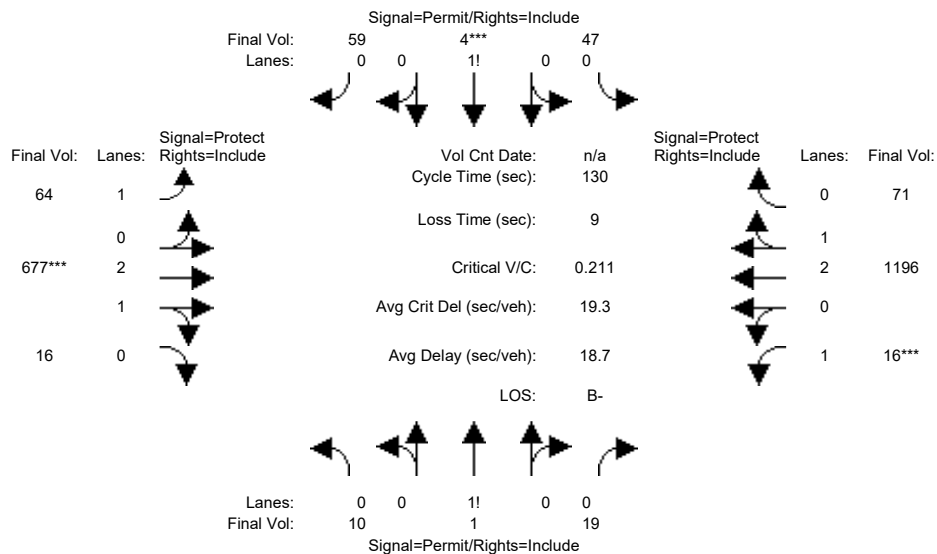 Signal=Permit/Rights=Include
Final Vol: 59 4*** 47
Lanes: 0 0 1! 0 0
Signal=Protect Signal=Protect
Final Vol: Lanes: Rights=Include Vol Cnt Date: n/a Rights=Include Lanes: Final Vol:
Cycle Time (sec): 130
64 1 0 71
Loss Time (sec): 9
0 1
677*** 2 Critical V/C: 0.211 2 1196
1 Avg Crit Del (sec/veh): 19.3 0
16 0 Avg Delay (sec/veh): 18.7 1 16***
LOS: B-
Lanes: 0 0 1! 0 0
Final Vol: 10 1 19
Signal=Permit/Rights=Include